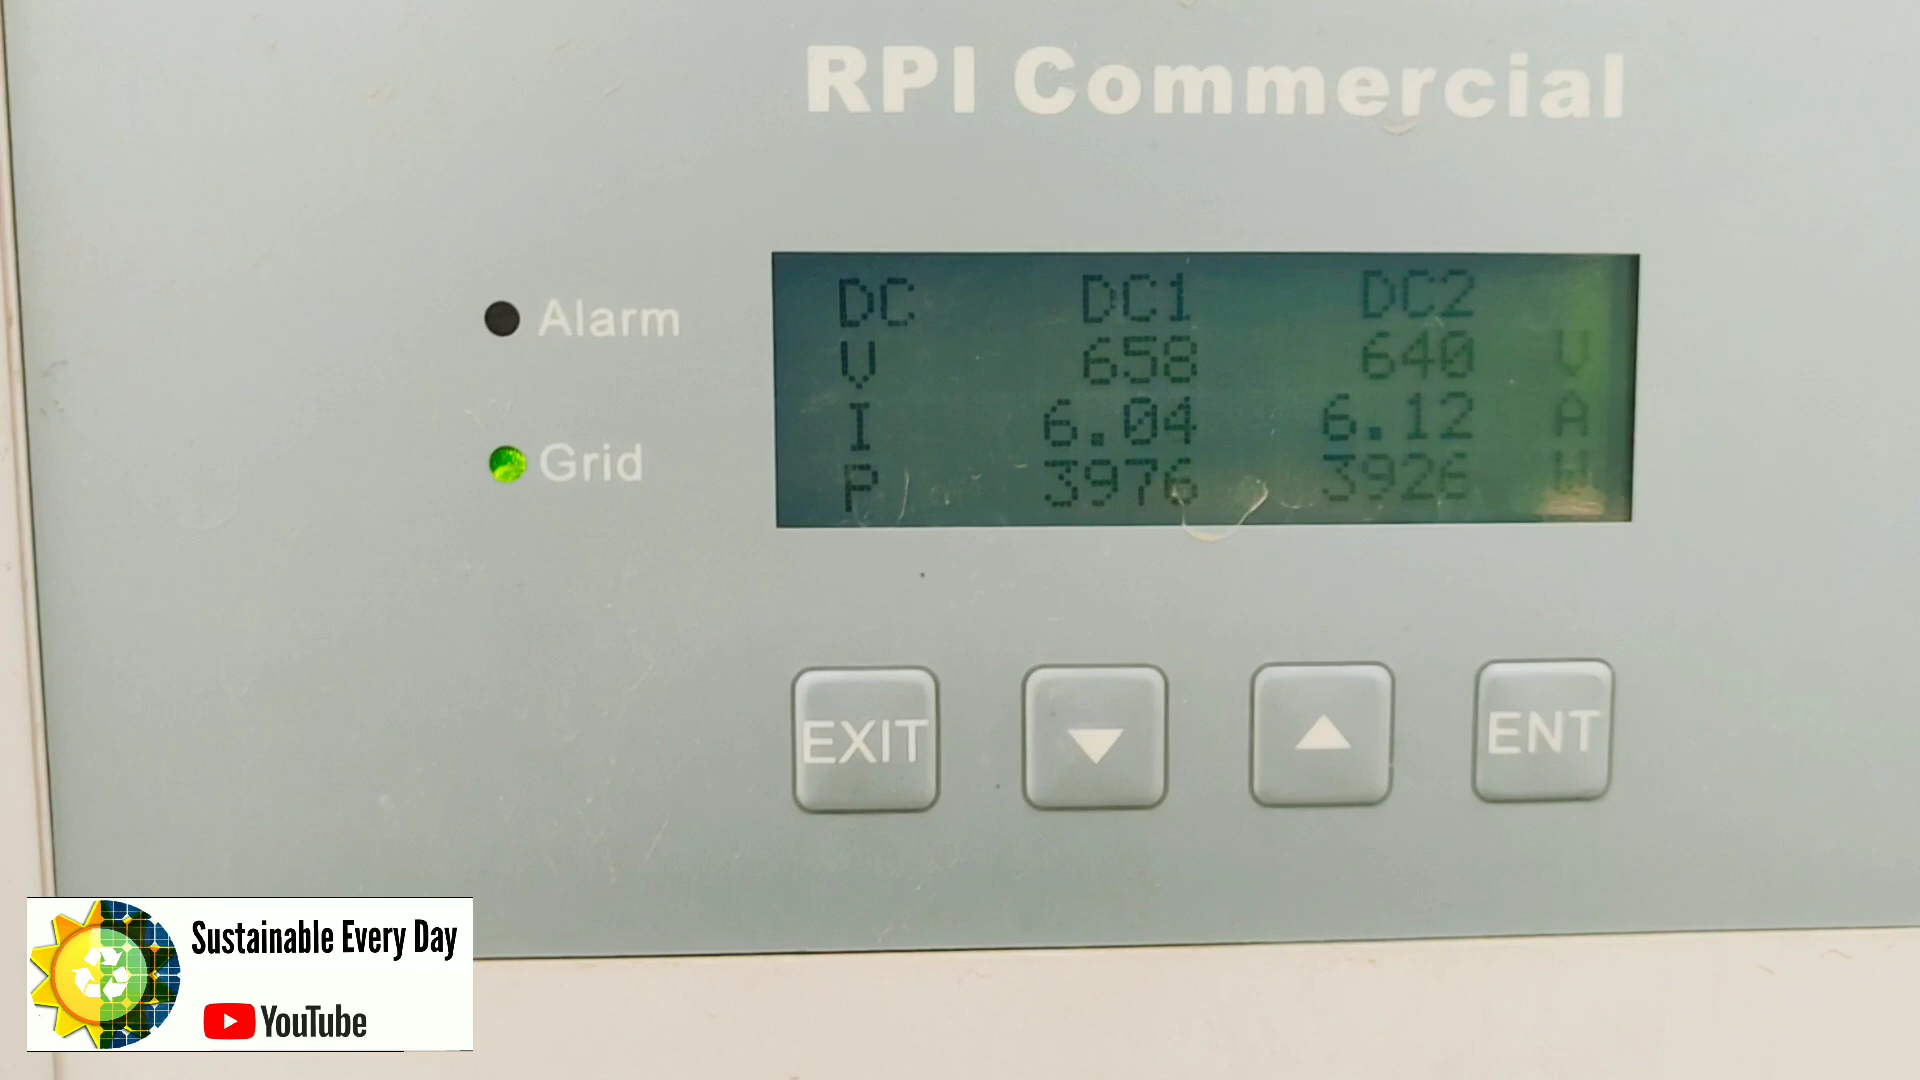 RPI Commercial
Alarm
Grid
DC DC1 DC2
V 658 640 V
I 6.04 6.12 A
P 3976 3926 W
EXIT ENT
Sustainable Every Day
YouTube